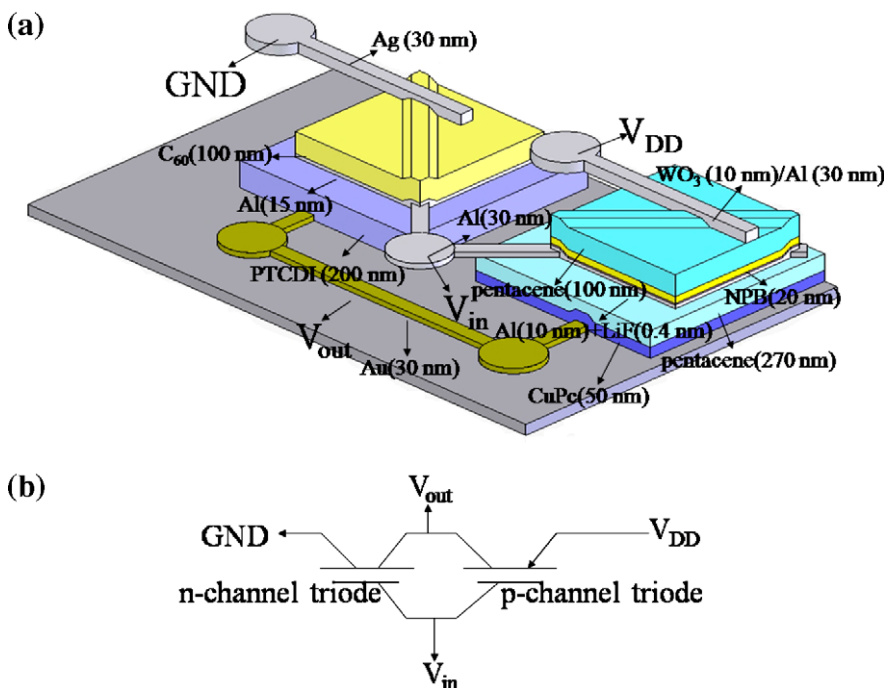 (a)
Ag (30 nm)
GND
V_DD
C₆₀(100 nm)
WO₃ (10 nm)/Al (30 nm)
Al(15 nm)
Al(30 nm)
PTCDI (200 nm)
pentacene(100 nm)
NPB(20 nm)
V_in
Al(10 nm)+LiF(0.4 nm)
V_out
pentacene(270 nm)
Au(30 nm)
CuPc(50 nm)
(b)
V_out
GND
V_DD
n-channel triode
p-channel triode
V_in